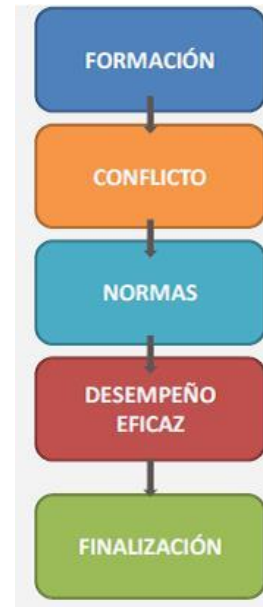 FORMACIÓN
CONFLICTO
NORMAS
DESEMPEÑO
EFICAZ
FINALIZACIÓN